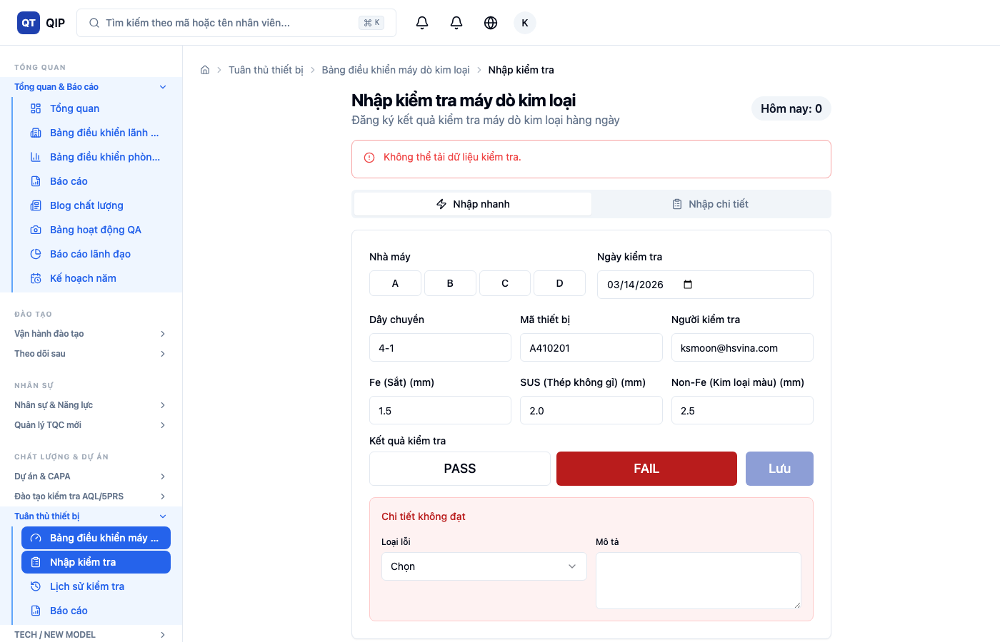 QT QIP
Tìm kiếm theo mã hoặc tên nhân viên...
⌘ K
K
TỔNG QUAN
Tổng quan & Báo cáo
Tổng quan
Bảng điều khiển lãnh ...
Bảng điều khiển phòn...
Báo cáo
Blog chất lượng
Bảng hoạt động QA
Báo cáo lãnh đạo
Kế hoạch năm
ĐÀO TẠO
Vận hành đào tạo
Theo dõi sau
NHÂN SỰ
Nhân sự & Năng lực
Quản lý TQC mới
CHẤT LƯỢNG & DỰ ÁN
Dự án & CAPA
Đào tạo kiểm tra AQL/5PRS
Tuân thủ thiết bị
Bảng điều khiển máy ...
Nhập kiểm tra
Lịch sử kiểm tra
Báo cáo
TECH / NEW MODEL
Tuân thủ thiết bị
Bảng điều khiển máy dò kim loại
Nhập kiểm tra
Nhập kiểm tra máy dò kim loại
Đăng ký kết quả kiểm tra máy dò kim loại hàng ngày
Hôm nay: 0
Không thể tải dữ liệu kiểm tra.
Nhập nhanh
Nhập chi tiết
Nhà máy
A B C D
Ngày kiểm tra
03/14/2026
Dây chuyền
4-1
Mã thiết bị
A410201
Người kiểm tra
ksmoon@hsvina.com
Fe (Sắt) (mm)
1.5
SUS (Thép không gỉ) (mm)
2.0
Non-Fe (Kim loại màu) (mm)
2.5
Kết quả kiểm tra
PASS
FAIL
Lưu
Chi tiết không đạt
Loại lỗi
Chọn
Mô tả